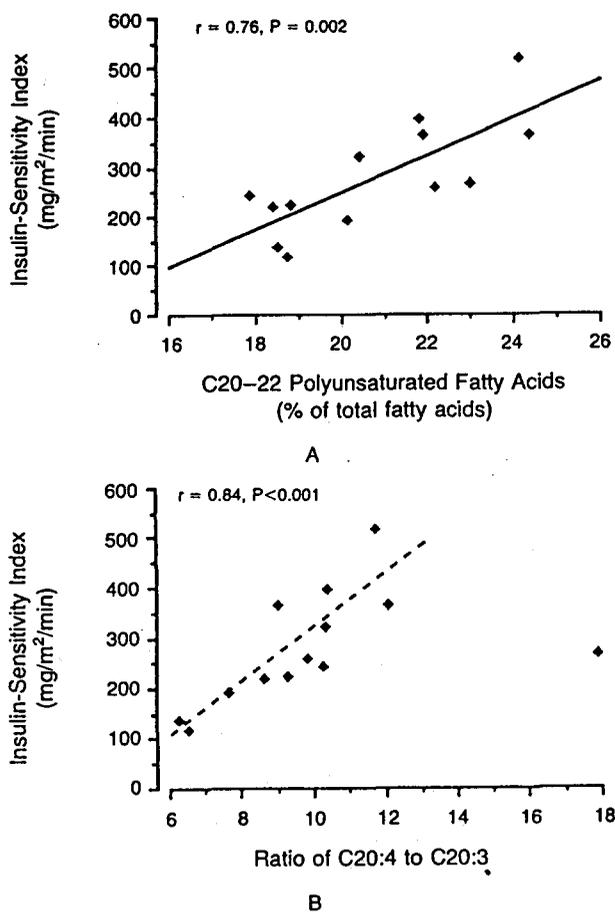 600
r = 0.76, P = 0.002
500
400
300
200
100
0
Insulin-Sensitivity Index
(mg/m²/min)
16 18 20 22 24 26
C20–22 Polyunsaturated Fatty Acids
(% of total fatty acids)
A
600
r = 0.84, P<0.001
500
400
300
200
100
0
Insulin-Sensitivity Index
(mg/m²/min)
6 8 10 12 14 16 18
Ratio of C20:4 to C20:3
B